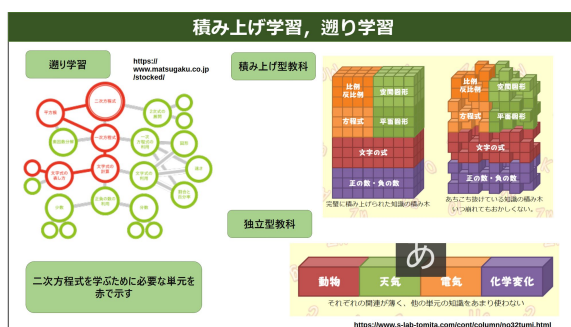 積み上げ学習，遡り学習
遡り学習
https://
www.matsugaku.co.jp
/stocked/
二次方程式
平方根
一次方程式
文字式の
計算
二次方程式を学ぶために必要な単元を
赤で示す
積み上げ型教科
比例
反比例
空間図形
方程式
平面図形
文字の式
正の数・負の数
完璧に積み上げられた知識の積み木
比例
反比例
空間図形
方程式
平面図形
文字の式
正の数・負の数
あちこち抜けている知識の積み木
いつ崩れてもおかしくない。
独立型教科
あ
動物
天気
電気
化学変化
それぞれの関連が薄く、他の単元の知識をあまり使わない
https://www.s-lab-tomita.com/cont/column/no32tumi.html